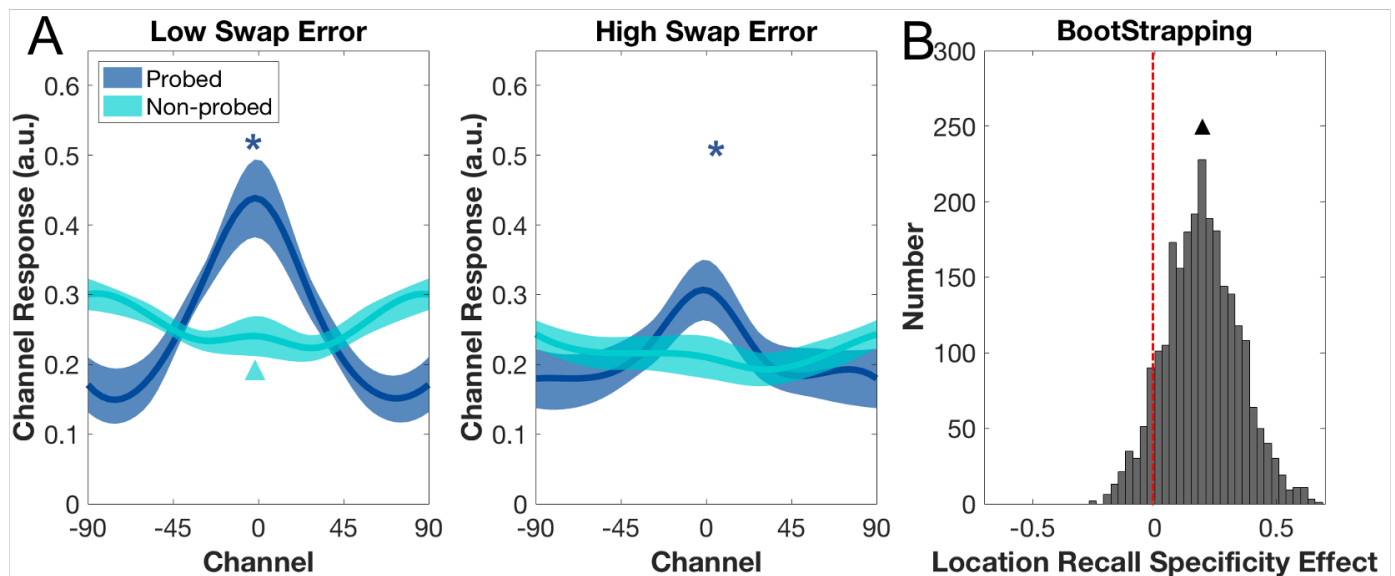 A
Low Swap Error
Probed
Non-probed
*
Channel Response (a.u.)
0.6
0.5
0.4
0.3
0.2
0.1
0
-90
-45
0
45
90
Channel
High Swap Error
*
Channel Response (a.u.)
0.6
0.5
0.4
0.3
0.2
0.1
0
-90
-45
0
45
90
Channel
B
BootStrapping
Number
300
250
200
150
100
50
0
-0.5
0
0.5
Location Recall Specificity Effect